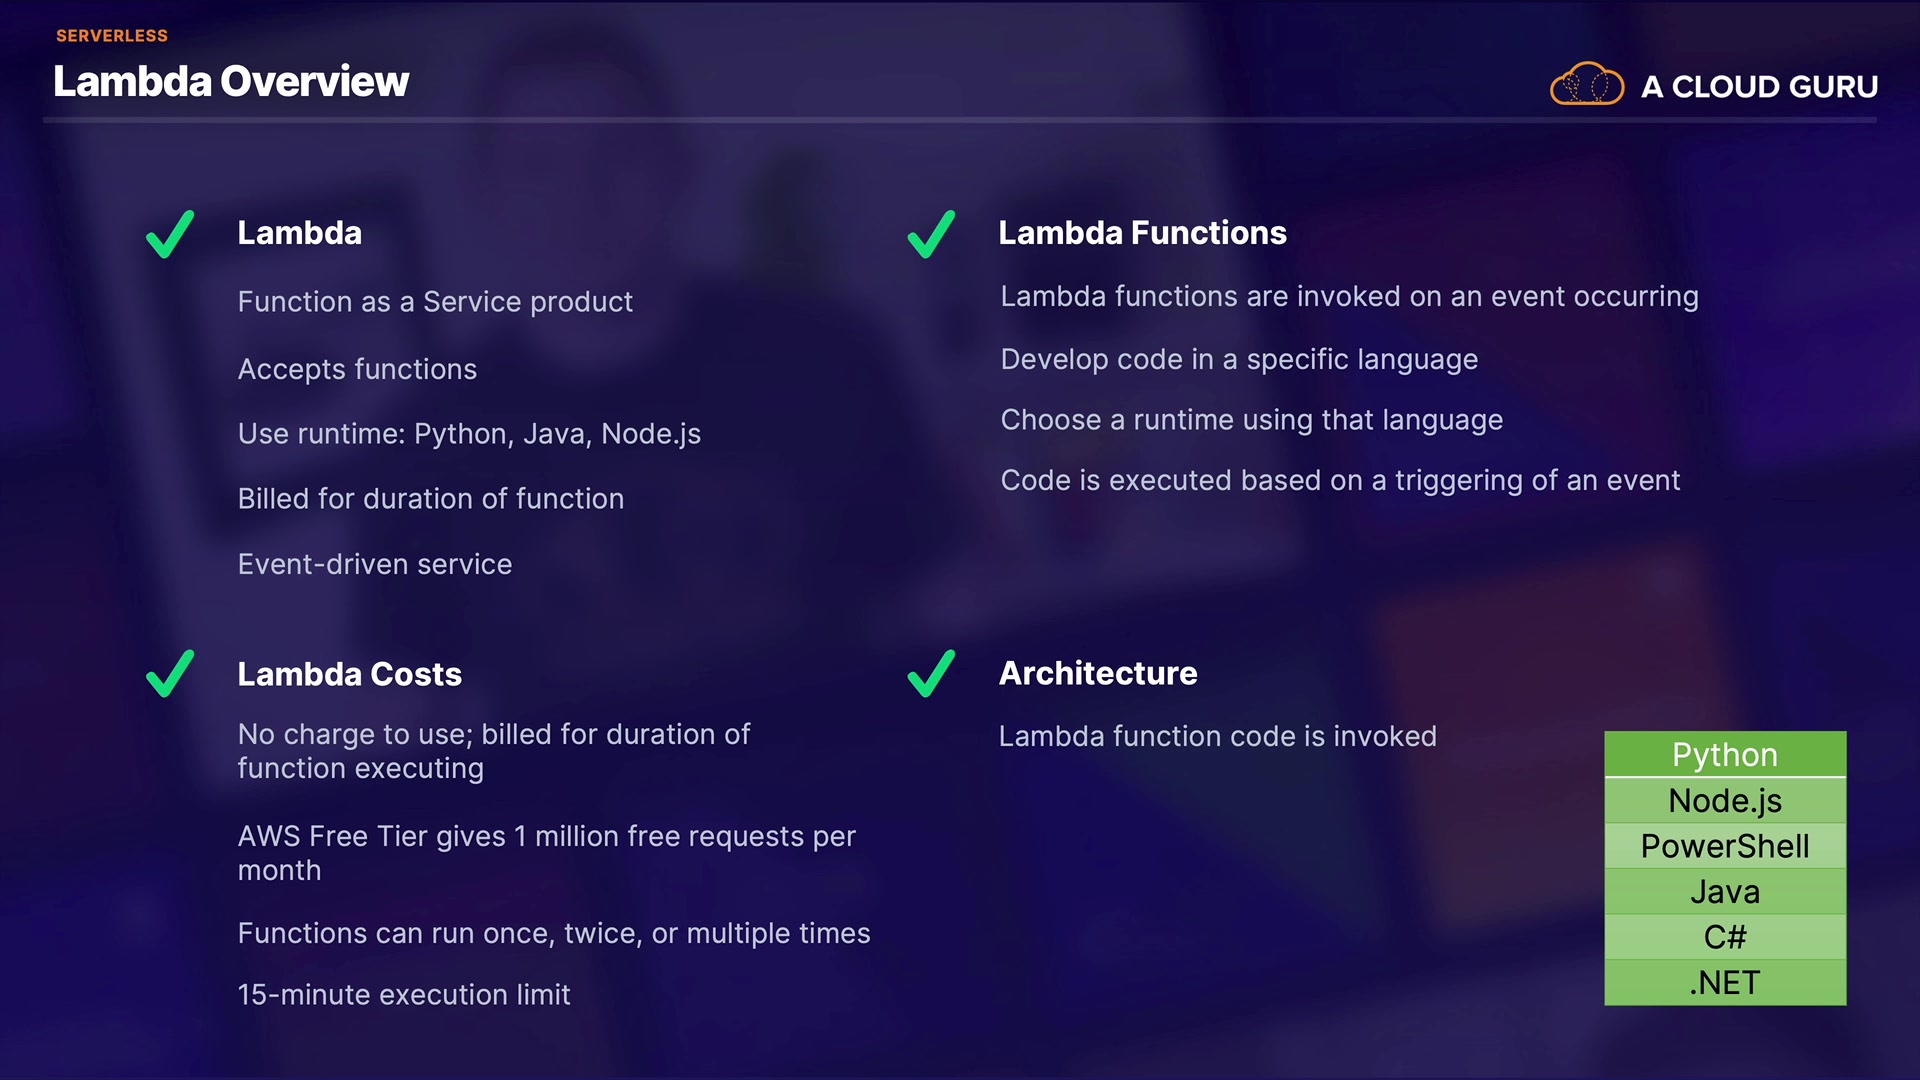 SERVERLESS
Lambda Overview
A CLOUD GURU
Lambda
Function as a Service product
Accepts functions
Use runtime: Python, Java, Node.js
Billed for duration of function
Event-driven service
Lambda Functions
Lambda functions are invoked on an event occurring
Develop code in a specific language
Choose a runtime using that language
Code is executed based on a triggering of an event
Lambda Costs
No charge to use; billed for duration of
function executing
AWS Free Tier gives 1 million free requests per
month
Functions can run once, twice, or multiple times
15-minute execution limit
Architecture
Lambda function code is invoked
Python
Node.js
PowerShell
Java
C#
.NET